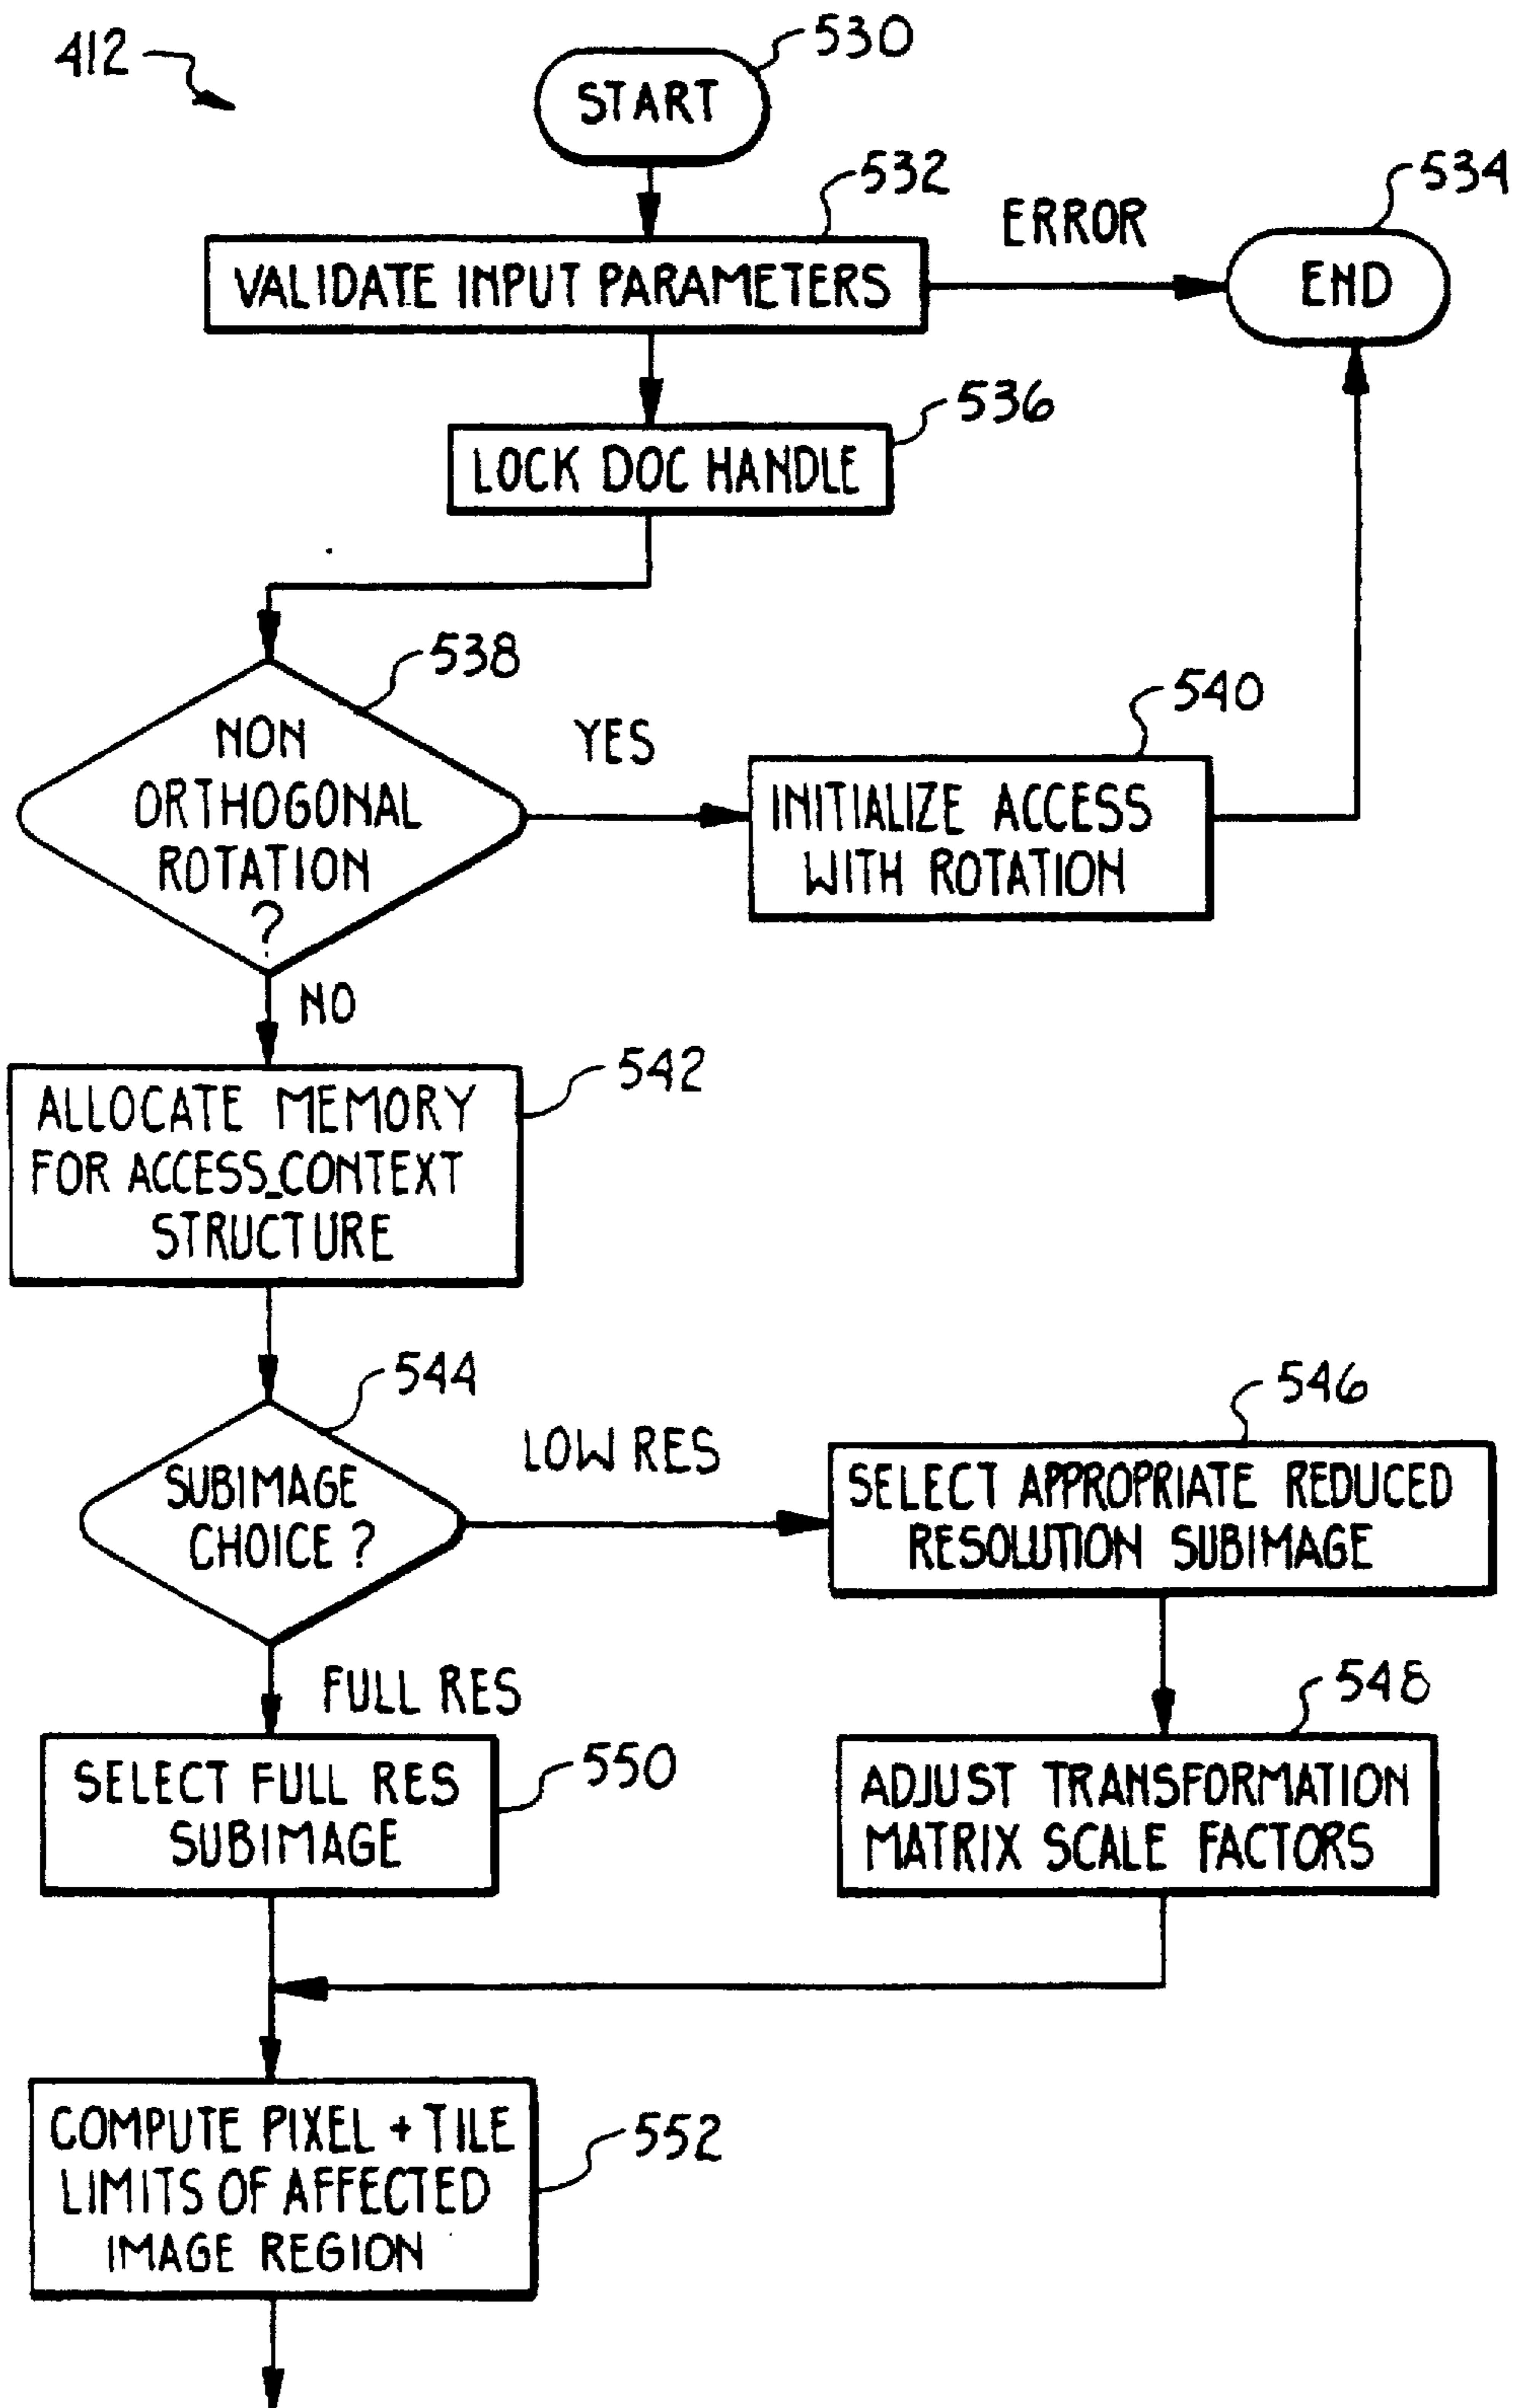 412
530
START
532
534
ERROR
VALIDATE INPUT PARAMETERS
END
536
LOCK DOC HANDLE
538
NON
ORTHOGONAL
ROTATION
?
YES
540
INITIALIZE ACCESS
WITH ROTATION
NO
542
ALLOCATE MEMORY
FOR ACCESS_CONTEXT
STRUCTURE
544
SUBIMAGE
CHOICE ?
LOW RES
546
SELECT APPROPRIATE REDUCED
RESOLUTION SUBIMAGE
FULL RES
548
550
SELECT FULL RES
SUBIMAGE
ADJUST TRANSFORMATION
MATRIX SCALE FACTORS
552
COMPUTE PIXEL + TILE
LIMITS OF AFFECTED
IMAGE REGION